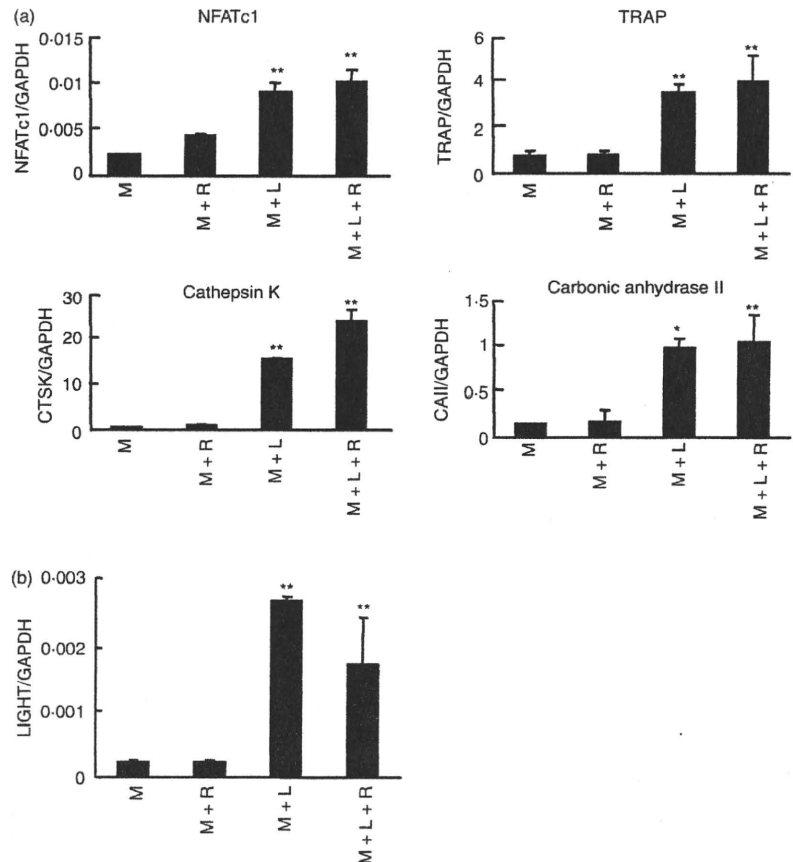 (a)
NFATc1
NFATc1/GAPDH
0·015
0·01
0·005
0
**
**
M
M + R
M + L
M + L + R
TRAP
TRAP/GAPDH
6
4
2
0
**
**
M
M + R
M + L
M + L + R
Cathepsin K
CTSK/GAPDH
30
20
10
0
**
**
M
M + R
M + L
M + L + R
Carbonic anhydrase II
CAII/GAPDH
1·5
1
0·5
0
*
**
M
M + R
M + L
M + L + R
(b)
LIGHT/GAPDH
0·003
0·002
0·001
0
**
**
M
M + R
M + L
M + L + R